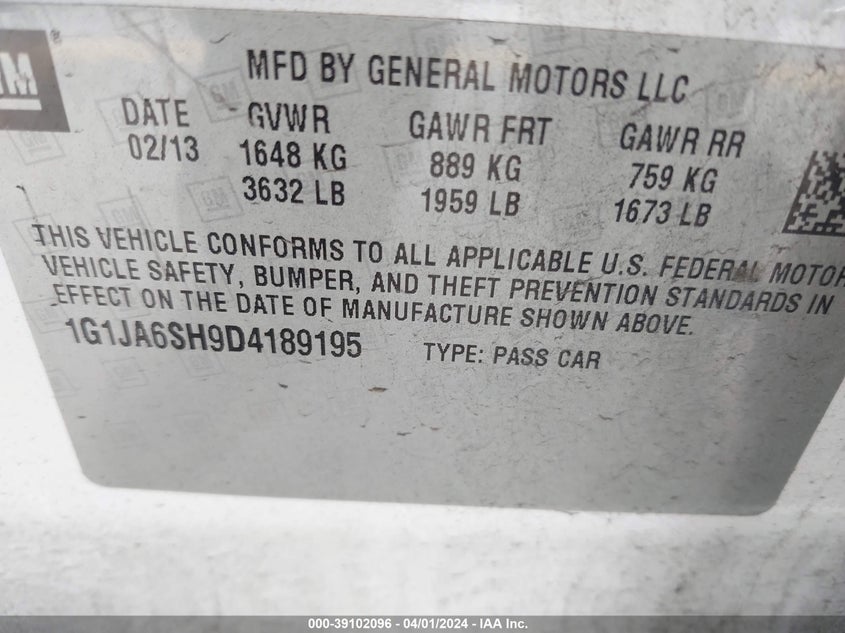 GM
MFD BY GENERAL MOTORS LLC
DATE GVWR GAWR FRT GAWR RR
02/13 1648 KG 889 KG 759 KG
3632 LB 1959 LB 1673 LB
THIS VEHICLE CONFORMS TO ALL APPLICABLE U.S. FEDERAL MOTOR
VEHICLE SAFETY, BUMPER, AND THEFT PREVENTION STANDARDS IN
EFFECT ON THE DATE OF MANUFACTURE SHOWN ABOVE.
1G1JA6SH9D4189195 TYPE: PASS CAR
000-39102096 - 04/01/2024 - IAA Inc.